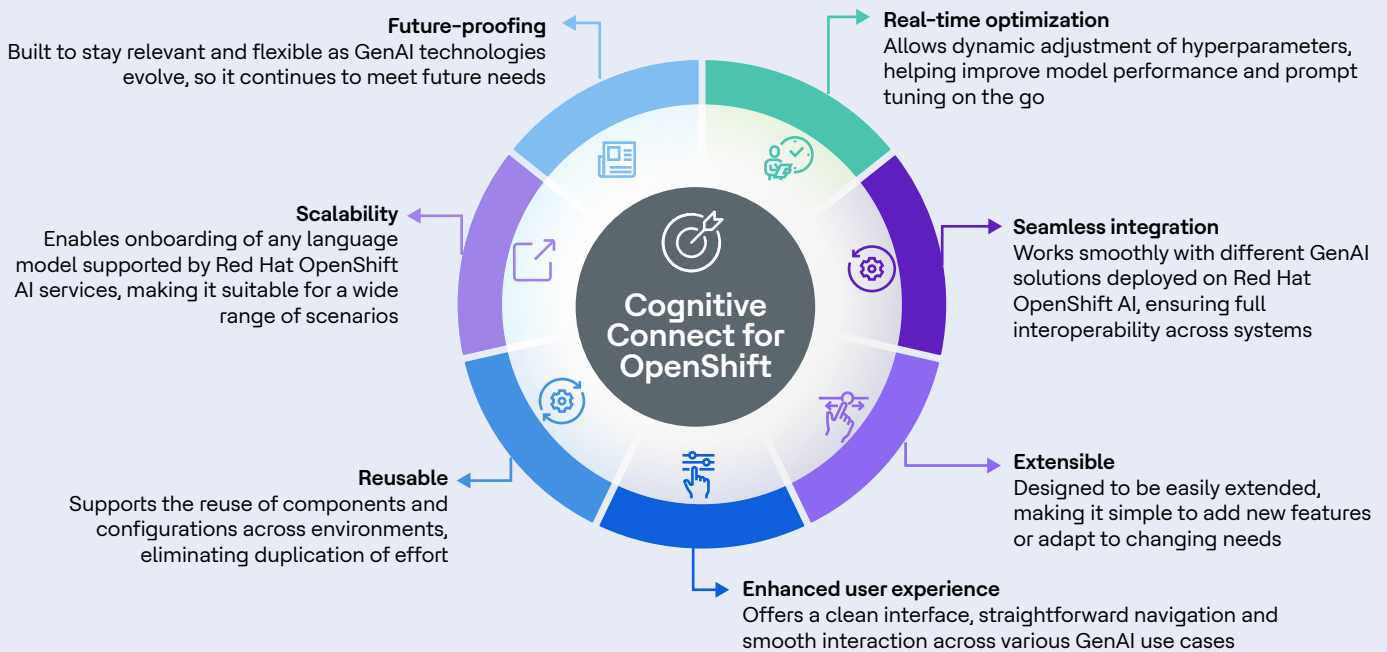 Future-proofing
Built to stay relevant and flexible as GenAI technologies
evolve, so it continues to meet future needs
Real-time optimization
Allows dynamic adjustment of hyperparameters,
helping improve model performance and prompt
tuning on the go
Scalability
Enables onboarding of any language
model supported by Red Hat OpenShift
AI services, making it suitable for a wide
range of scenarios
Cognitive
Connect for
OpenShift
Seamless integration
Works smoothly with different GenAI
solutions deployed on Red Hat
OpenShift AI, ensuring full
interoperability across systems
Reusable
Supports the reuse of components and
configurations across environments,
eliminating duplication of effort
Extensible
Designed to be easily extended,
making it simple to add new features
or adapt to changing needs
Enhanced user experience
Offers a clean interface, straightforward navigation and
smooth interaction across various GenAI use cases